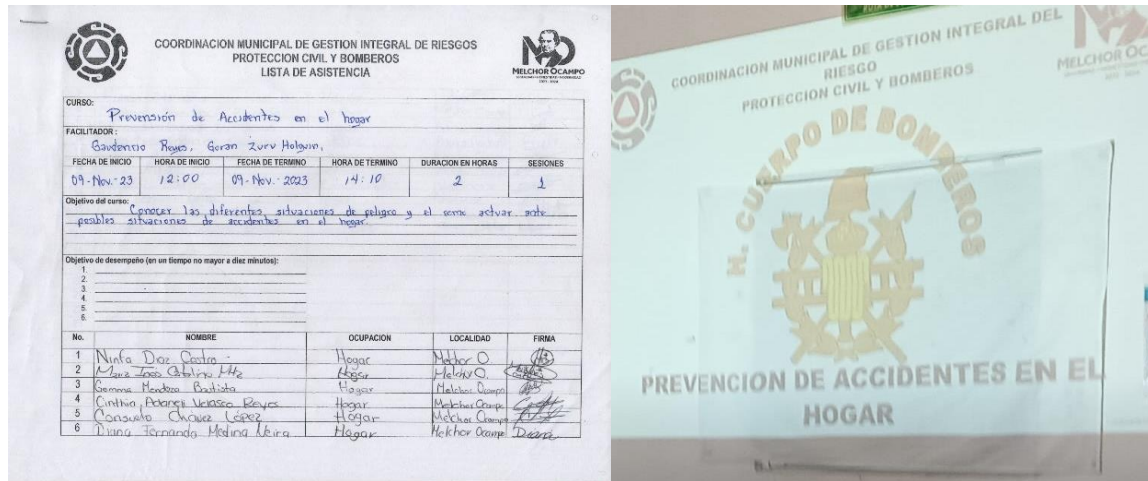 COORDINACION MUNICIPAL DE GESTION INTEGRAL DE RIESGOS
PROTECCION CIVIL Y BOMBEROS
LISTA DE ASISTENCIA
MELCHOR OCAMPO
CURSO:
Prevensión de Accidentes en el hogar
FACILITADOR :
Gaudencio Reyes, Goran Zurv Holguin,
FECHA DE INICIO HORA DE INICIO FECHA DE TERMINO HORA DE TERMINO DURACION EN HORAS SESIONES
09-Nov-23 12:00 09-Nov-2023 14:10 2 1
Objetivo del curso:
Conocer las diferentes situaciones de peligro y el como actuar ante
posibles situaciones de accidentes en el hogar.
Objetivo de desempeño (en un tiempo no mayor a diez minutos):
1.
2.
3.
4.
5.
6.
No. NOMBRE OCUPACION LOCALIDAD FIRMA
1 Ninfa Diaz Castro Hogar Melchor O.
2 Hogar Melchor O.
3 Gemma Mendoza Bautista Hogar Melchor Ocampo
4 Cinthia Velasco Reyes Hogar Melchor Ocampo
5 Consuelo Chávez López Hogar Melchor Ocampo
6 Diana Fernanda Medina Neira Hogar Melchor Ocampo Diana
COORDINACION MUNICIPAL DE GESTION INTEGRAL DEL
RIESGO
PROTECCION CIVIL Y BOMBEROS
MELCHOR OC
H. CUERPO DE BOMBEROS
PREVENCION DE ACCIDENTES EN EL
HOGAR